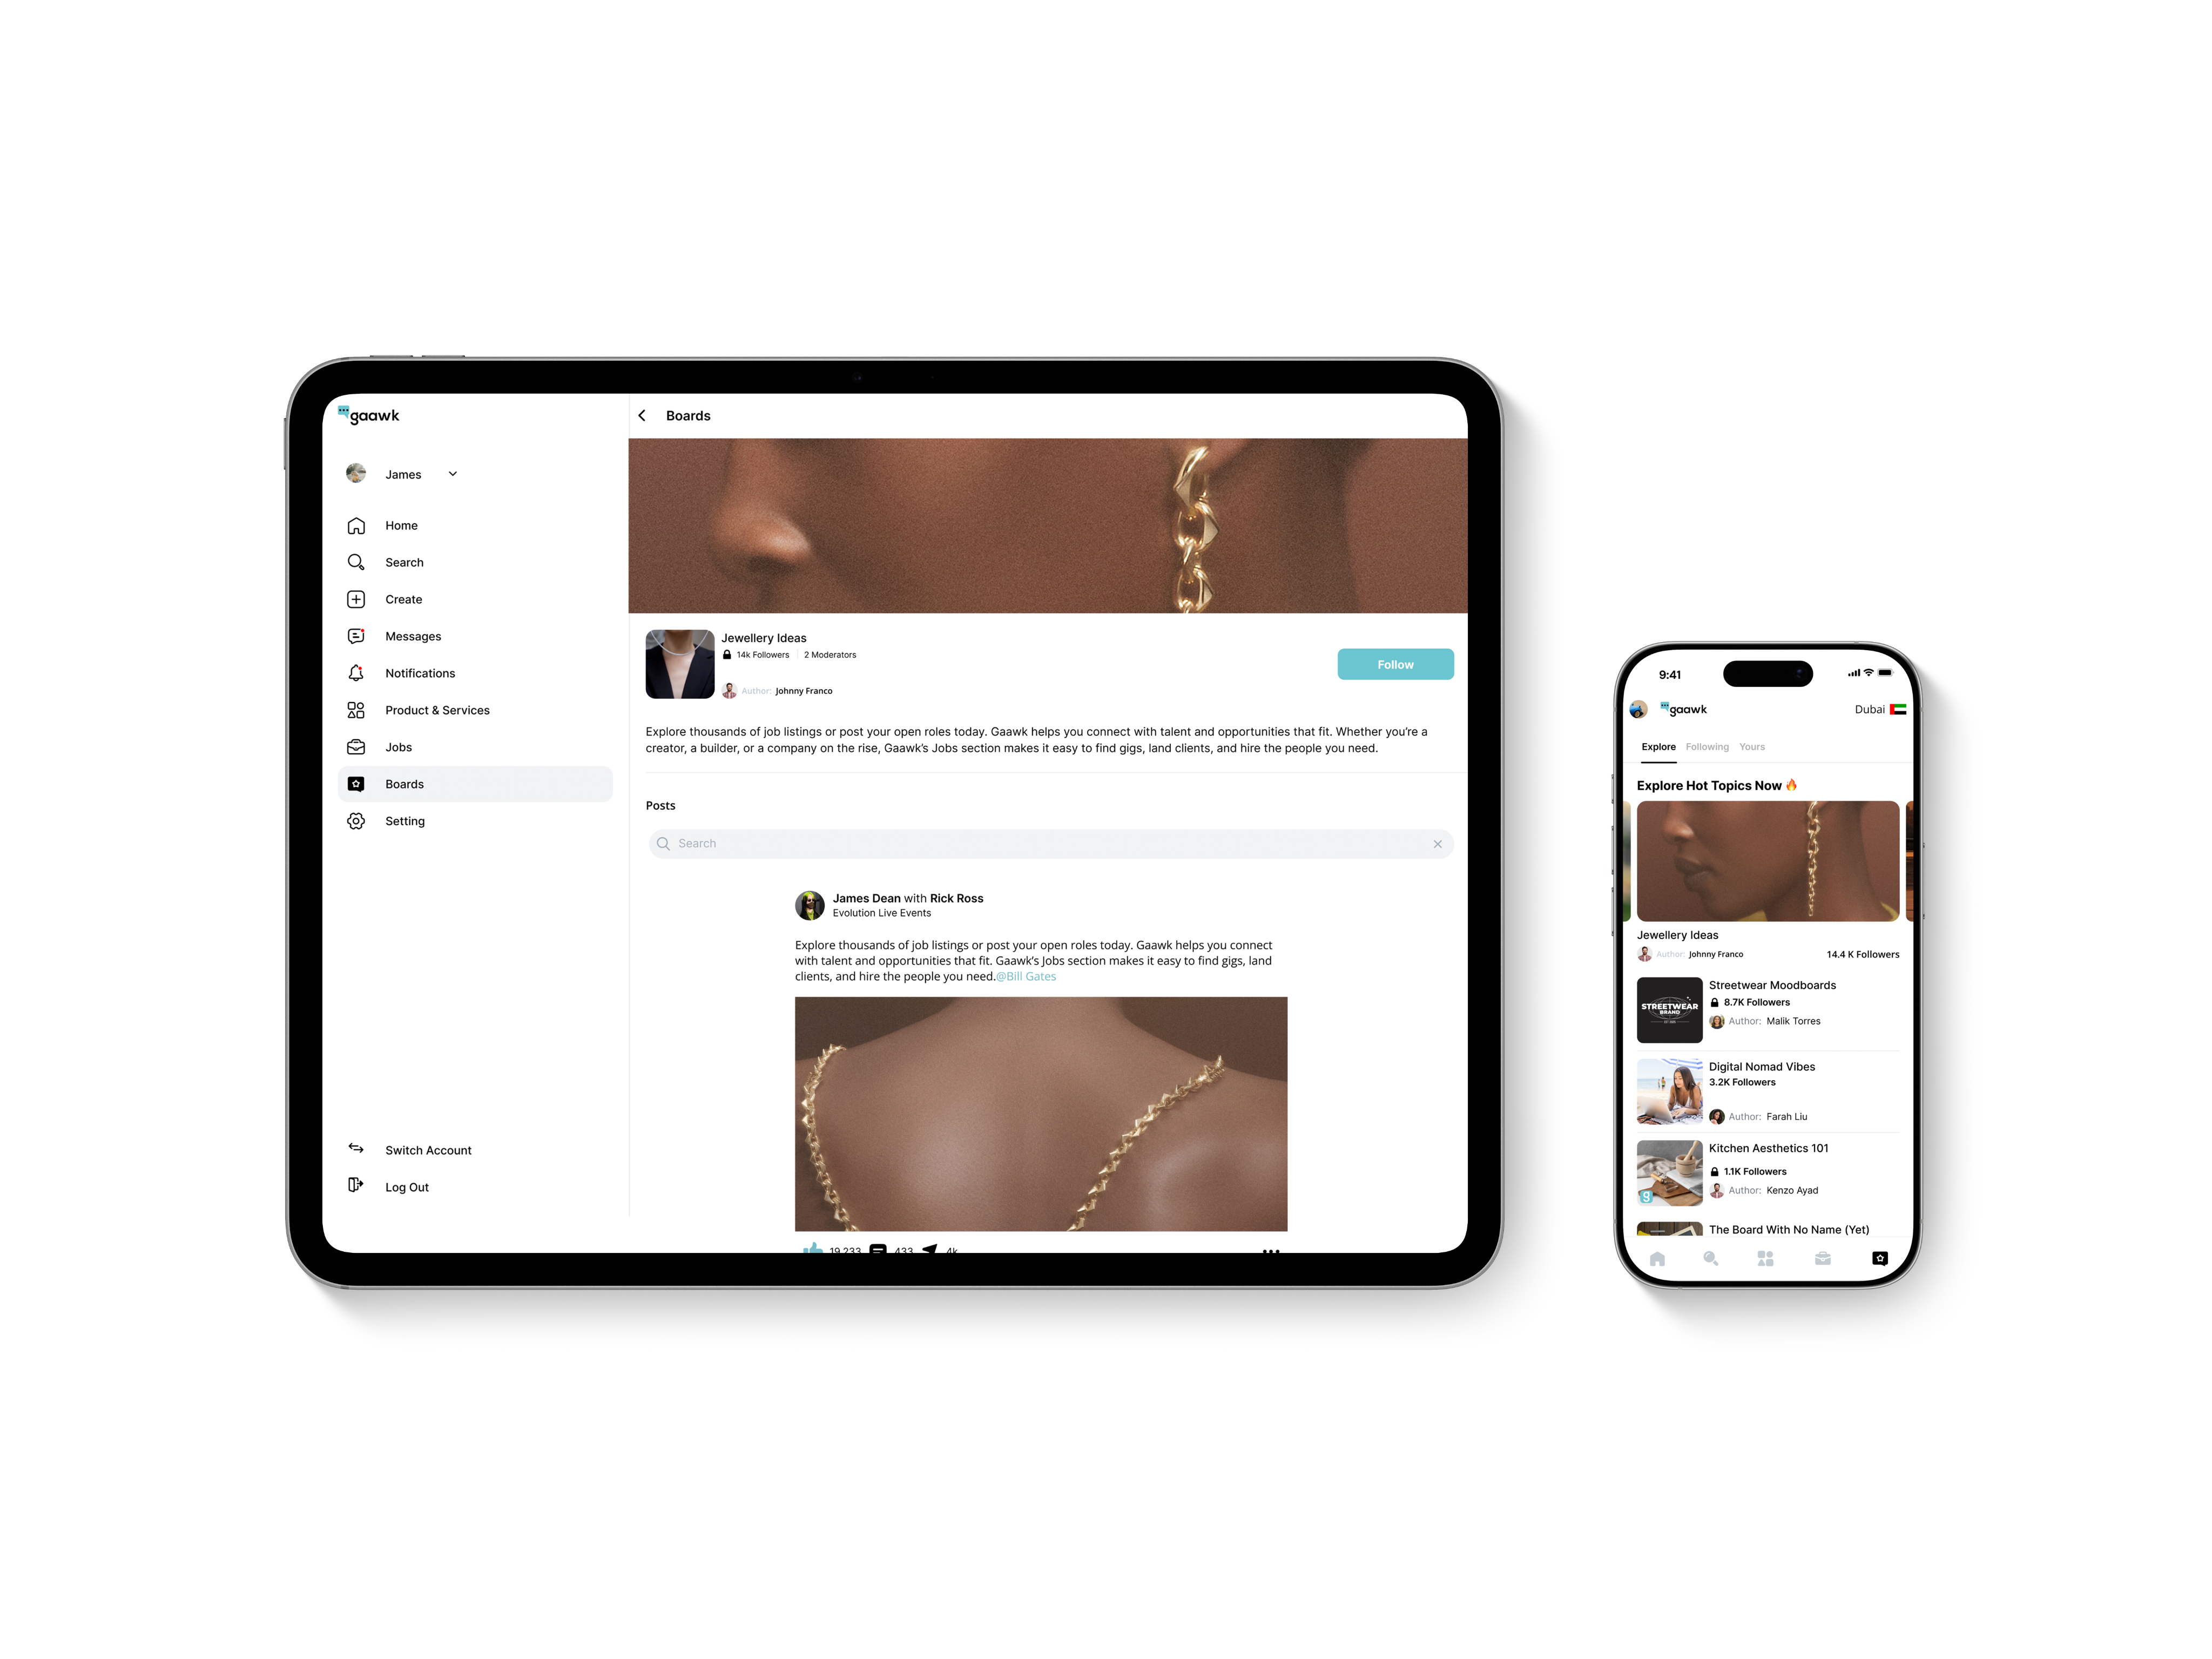 gaawk
James
Home
Search
Create
Messages
Notifications
Product & Services
Jobs
Boards
Setting
Switch Account
Log Out
Boards
Jewellery Ideas
14k Followers 2 Moderators
Author: Johnny Franco
Follow
Explore thousands of job listings or post your open roles today. Gaawk helps you connect with talent and opportunities that fit. Whether you're a
creator, a builder, or a company on the rise, Gaawk's Jobs section makes it easy to find gigs, land clients, and hire the people you need.
Posts
Search
James Dean with Rick Ross
Evolution Live Events
Explore thousands of job listings or post your open roles today. Gaawk helps you connect
with talent and opportunities that fit. Gaawk's Jobs section makes it easy to find gigs, land
clients, and hire the people you need.@Bill Gates
19,233 433 4k
9:41
gaawk
Dubai
Explore Following Yours
Explore Hot Topics Now 🔥
Jewellery Ideas
Author: Johnny Franco 14.4 K Followers
STREETWEAR
BRAND
Streetwear Moodboards
8.7K Followers
Author: Malik Torres
Digital Nomad Vibes
3.2K Followers
Author: Farah Liu
g
Kitchen Aesthetics 101
1.1K Followers
Author: Kenzo Ayad
The Board With No Name (Yet)